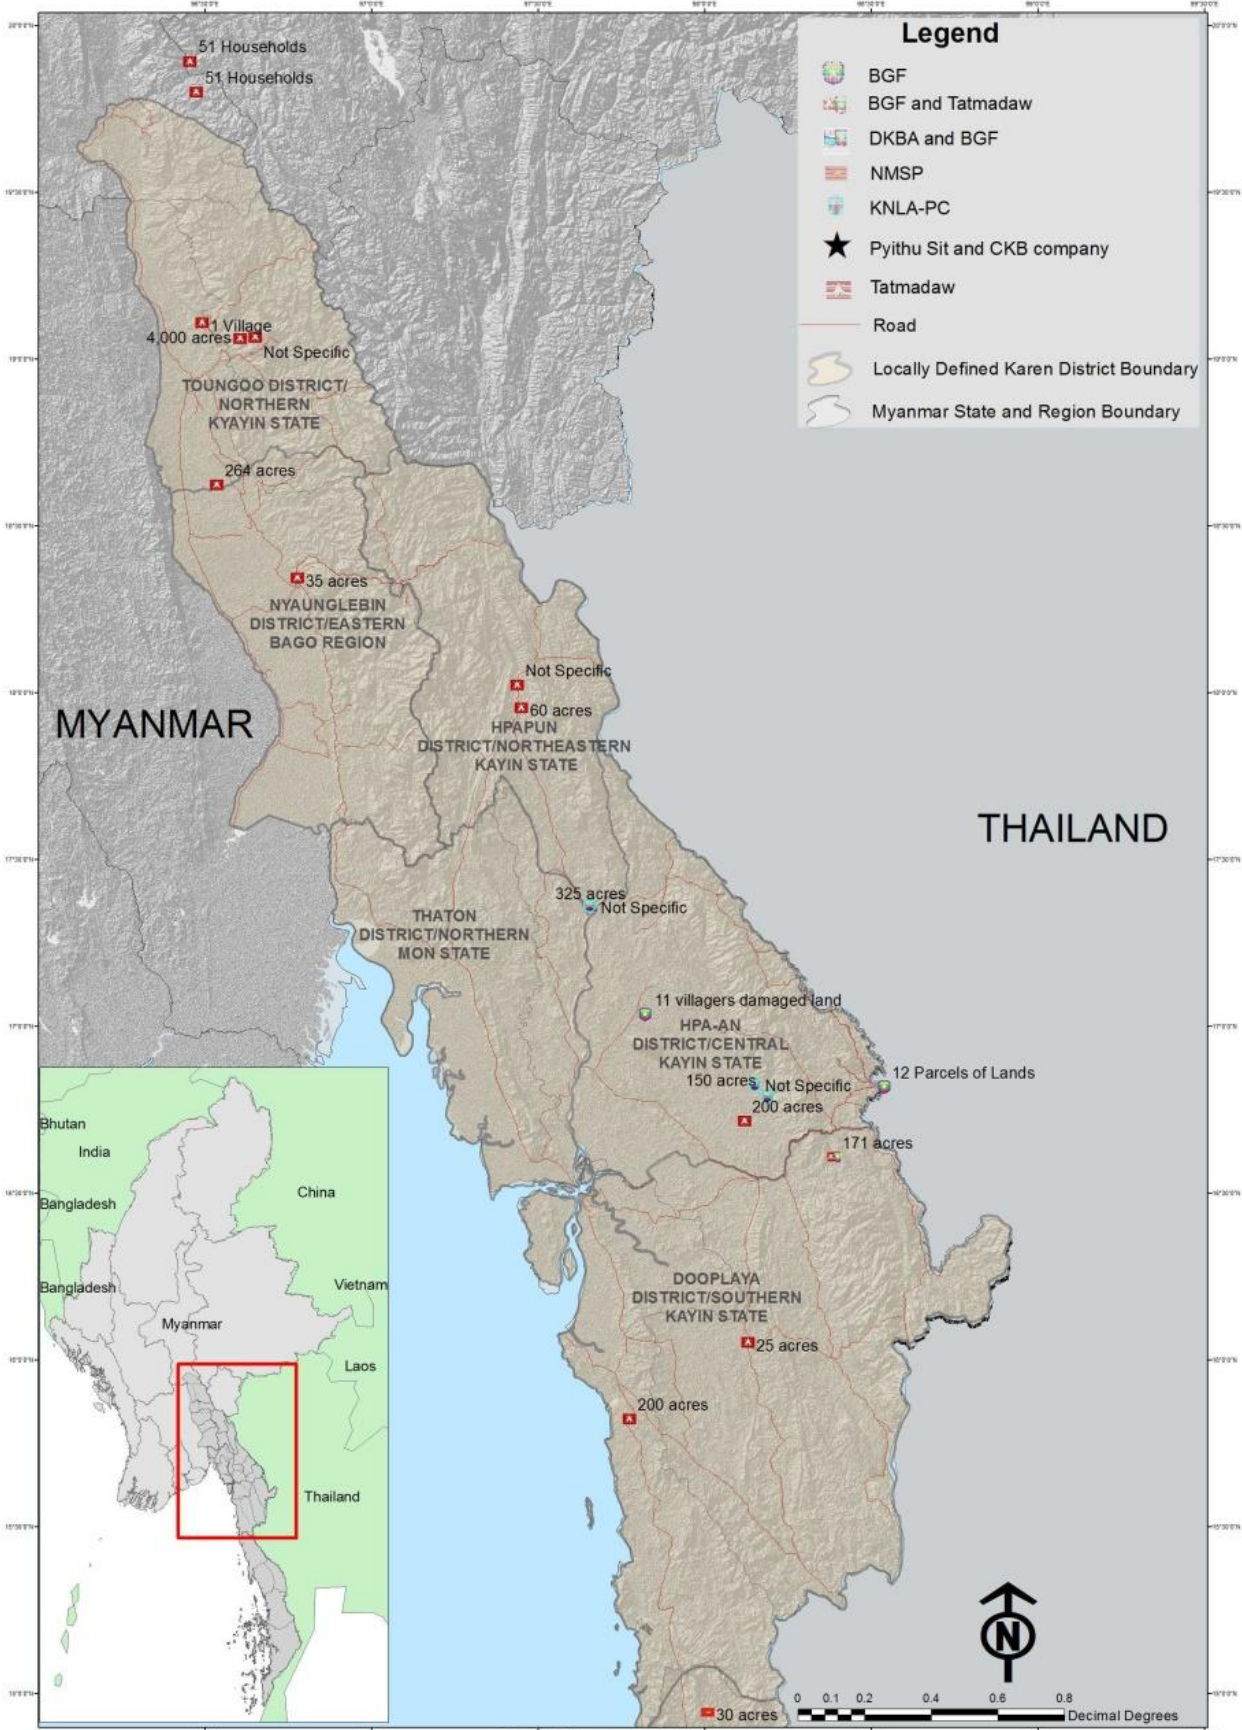 51 Households
51 Households
Legend
BGF
BGF and Tatmadaw
DKBA and BGF
NMSP
KNLA-PC
Pyithu Sit and CKB company
Tatmadaw
Road
Locally Defined Karen District Boundary
Myanmar State and Region Boundary
1 Village
4,000 acres
Not Specific
TOUNGOO DISTRICT/
NORTHERN
KYAYIN STATE
264 acres
35 acres
NYAUNGLEBIN
DISTRICT/EASTERN
BAGO REGION
Not Specific
60 acres
HPAPUN
DISTRICT/NORTHEASTERN
KAYIN STATE
MYANMAR
THAILAND
325 acres
Not Specific
THATON
DISTRICT/NORTHERN
MON STATE
11 villagers damaged land
HPA-AN
DISTRICT/CENTRAL
KAYIN STATE
12 Parcels of Lands
150 acres
Not Specific
200 acres
171 acres
DOOPLAYA
DISTRICT/SOUTHERN
KAYIN STATE
25 acres
200 acres
30 acres
Bhutan
India
China
Bangladesh
Bangladesh
Vietnam
Myanmar
Laos
Thailand
N
0 0.1 0.2 0.4 0.6 0.8
Decimal Degrees